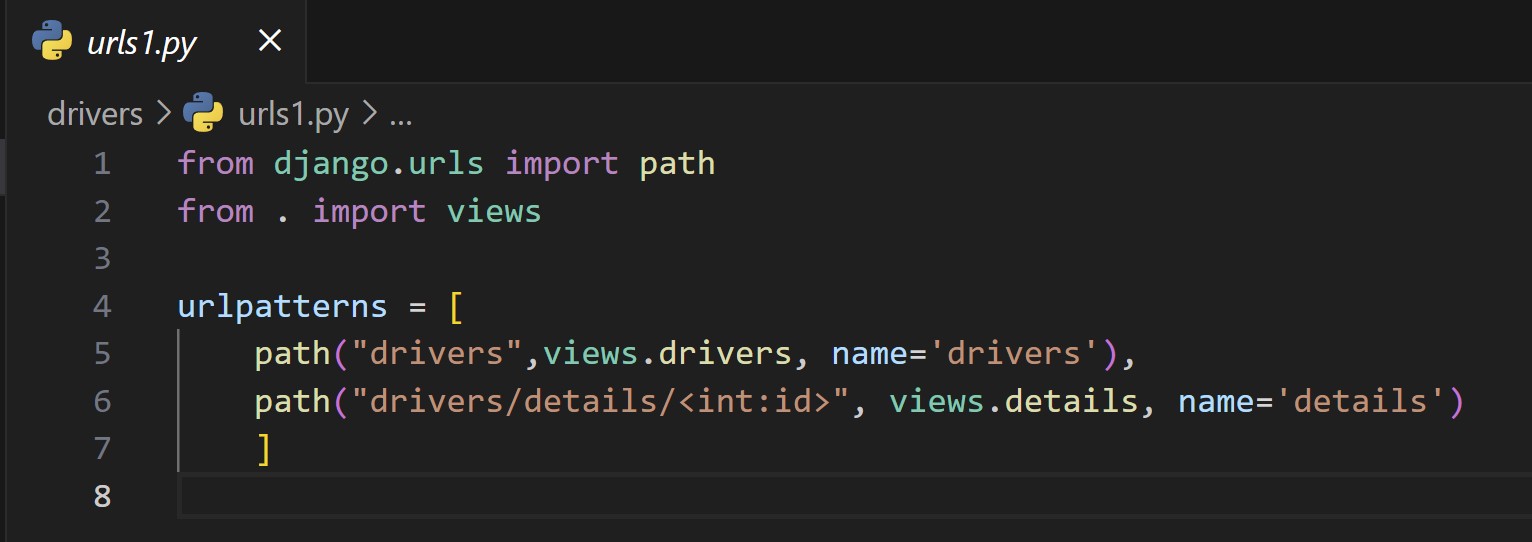 urls1.py ×
drivers > urls1.py > ...
1 from django.urls import path
2 from . import views
3
4 urlpatterns = [
5     path("drivers",views.drivers, name='drivers'),
6     path("drivers/details/<int:id>", views.details, name='details')
7     ]
8